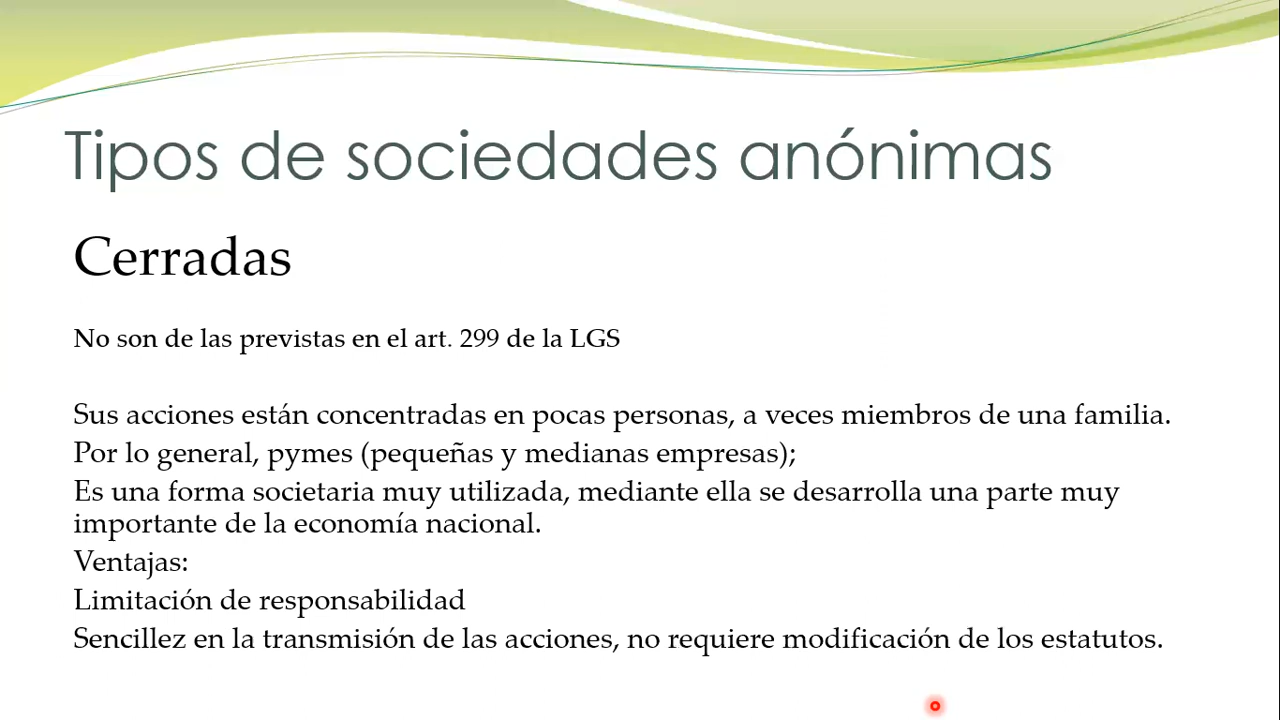 Tipos de sociedades anónimas
Cerradas
No son de las previstas en el art. 299 de la LGS
Sus acciones están concentradas en pocas personas, a veces miembros de una familia.
Por lo general, pymes (pequeñas y medianas empresas);
Es una forma societaria muy utilizada, mediante ella se desarrolla una parte muy
importante de la economía nacional.
Ventajas:
Limitación de responsabilidad
Sencillez en la transmisión de las acciones, no requiere modificación de los estatutos.